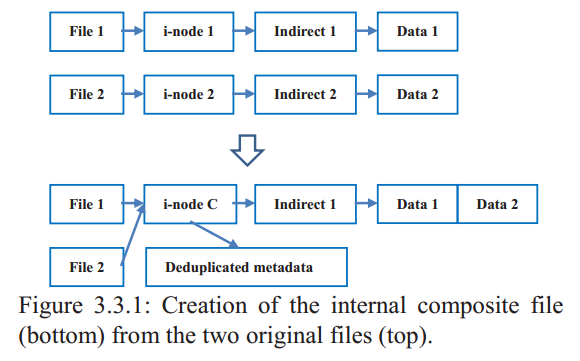 File 1 i-node 1 Indirect 1 Data 1
File 2 i-node 2 Indirect 2 Data 2
File 1 i-node C Indirect 1 Data 1 Data 2
File 2 Deduplicated metadata
Figure 3.3.1: Creation of the internal composite file
(bottom) from the two original files (top).